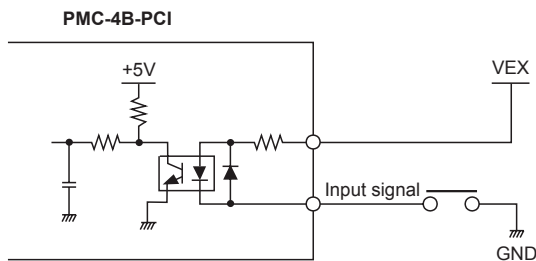 PMC-4B-PCI
+5V
VEX
Input signal
GND